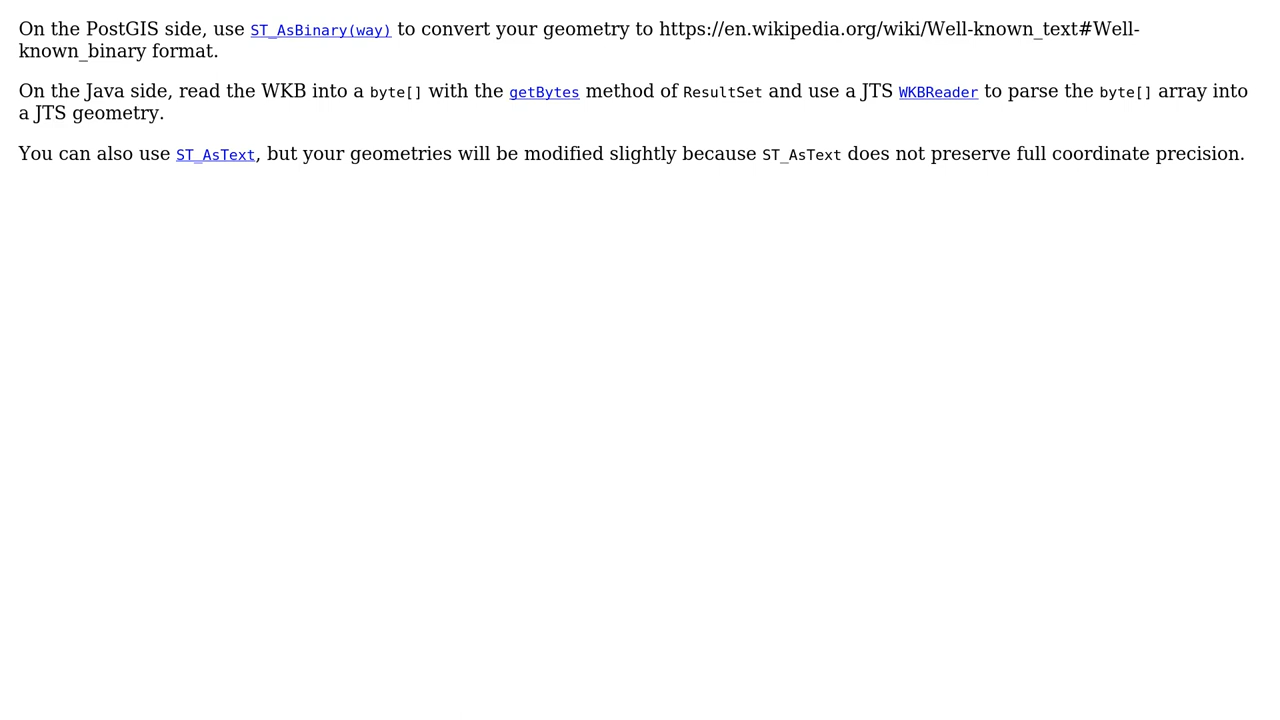 On the PostGIS side, use ST_AsBinary(way) to convert your geometry to https://en.wikipedia.org/wiki/Well-known_text#Well-
known_binary format.
On the Java side, read the WKB into a byte[] with the getBytes method of ResultSet and use a JTS WKBReader to parse the byte[] array into
a JTS geometry.
You can also use ST_AsText, but your geometries will be modified slightly because ST_AsText does not preserve full coordinate precision.